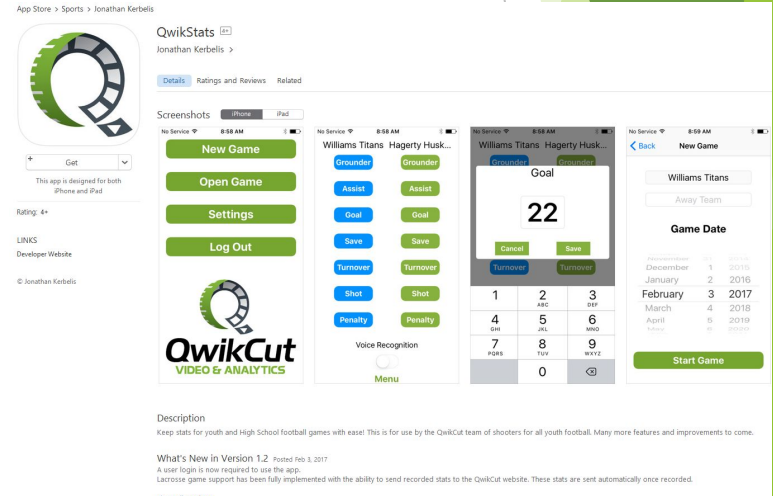 App Store > Sports > Jonathan Kerbelis
QwikStats 4+
Jonathan Kerbelis >
Details Ratings and Reviews Related
Screenshots iPhone iPad
+ Get
This app is designed for both
iPhone and iPad
Rating: 4+
LINKS
Developer Website
© Jonathan Kerbelis
No Service 8:58 AM
New Game
Open Game
Settings
Log Out
QwikCut
VIDEO & ANALYTICS
No Service 8:58 AM
Williams Titans Hagerty Husk...
Grounder Grounder
Assist Assist
Goal Goal
Save Save
Turnover Turnover
Shot Shot
Penalty Penalty
Voice Recognition
Menu
No Service 8:58 AM
Williams Titans Hagerty Husk...
Grounder Grounder
Goal
22
Cancel Save
Turnover Turnover
1 2 3
ABC DEF
4 5 6
GHI JKL MNO
7 8 9
PQRS TUV WXYZ
0
No Service 8:59 AM
Back New Game
Williams Titans
Away Team
Game Date
December 1 2015
January 2 2016
February 3 2017
March 4 2018
April 5 2019
Start Game
Description
Keep stats for youth and High School football games with ease! This is for use by the QwikCut team of shooters for all youth football. Many more features and improvements to come.
What's New in Version 1.2 Posted Feb 3, 2017
A user login is now required to use the app.
Lacrosse game support has been fully implemented with the ability to send recorded stats to the QwikCut website. These stats are sent automatically once recorded.